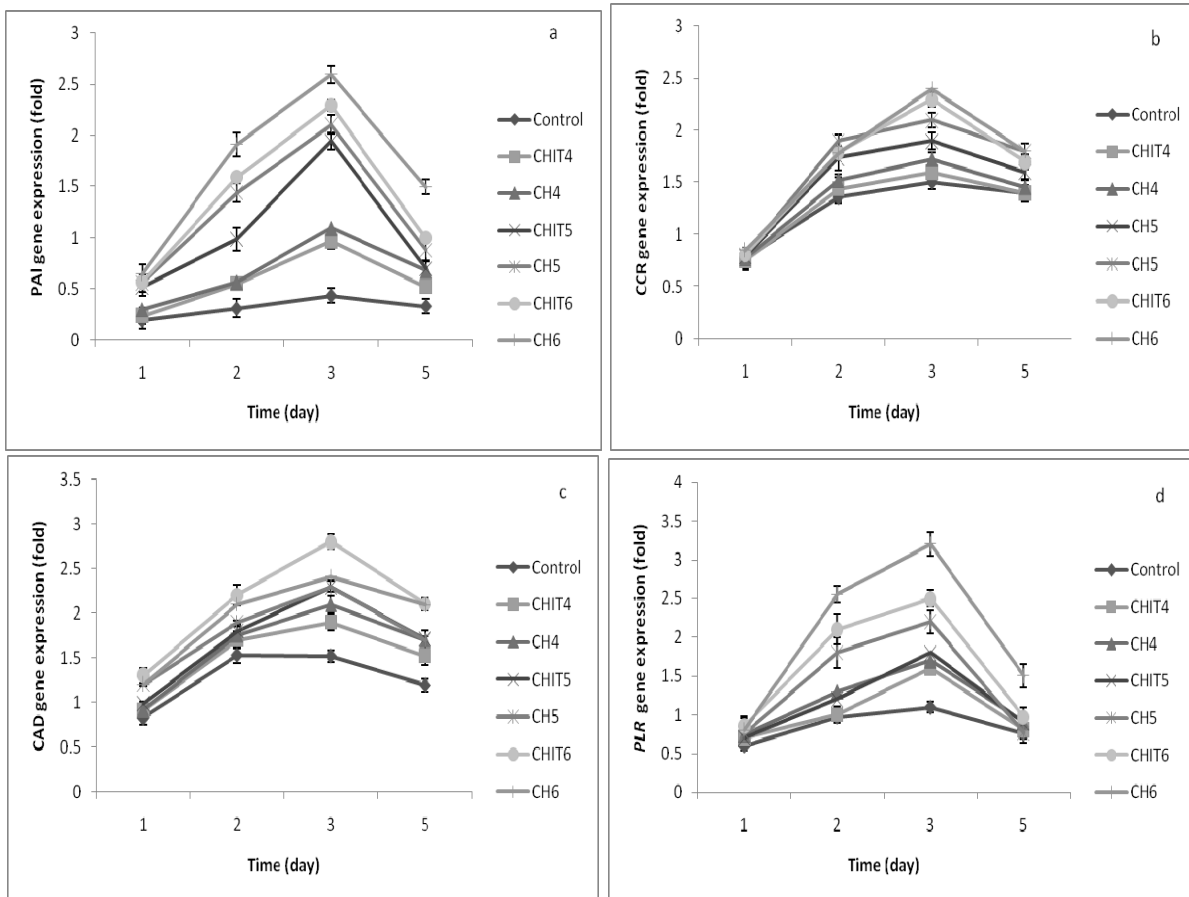 a
PAI gene expression (fold)
3
2.5
2
1.5
1
0.5
0
1 2 3 5
Time (day)
Control
CHIT4
CH4
CHIT5
CH5
CHIT6
CH6
b
CCR gene expression (fold)
3
2.5
2
1.5
1
0.5
0
1 2 3 5
Time (day)
Control
CHIT4
CH4
CH5
CH5
CHIT6
CH6
c
CAD gene expression (fold)
3.5
3
2.5
2
1.5
1
0.5
0
1 2 3 5
Time (day)
Control
CHIT4
CH4
CHIT5
CH5
CHIT6
CH6
d
PLR gene expression (fold)
4
3.5
3
2.5
2
1.5
1
0.5
0
1 2 3 5
Time (day)
Control
CHIT4
CH4
CHIT5
CH5
CHIT6
CH6